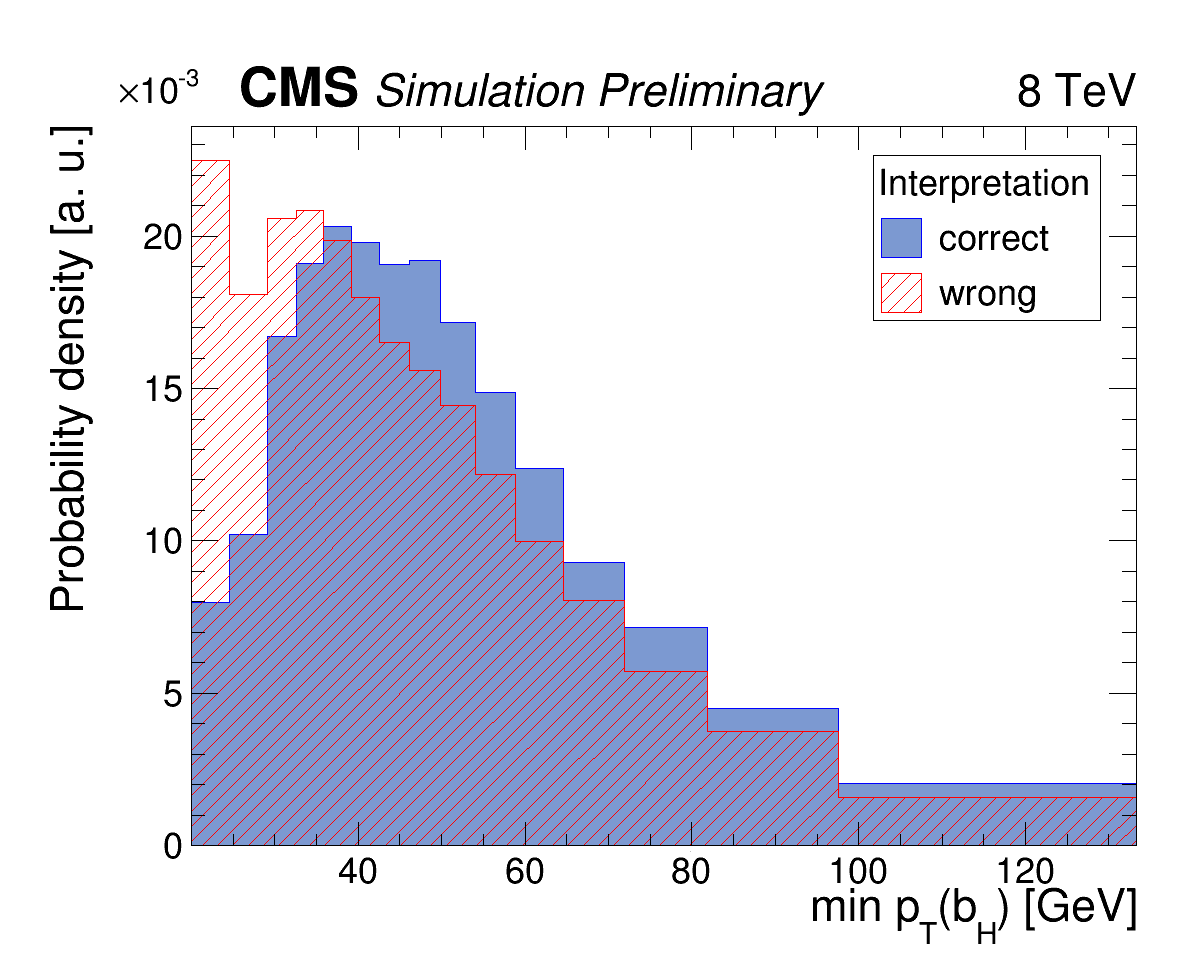 ×10⁻³ CMS Simulation Preliminary 8 TeV
Probability density [a. u.]
Interpretation
correct
wrong
20
15
10
5
0
40 60 80 100 120
min p_T(b_H) [GeV]